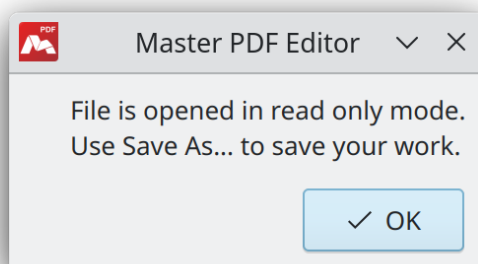 PDF
Master PDF Editor
File is opened in read only mode.
Use Save As... to save your work.
OK